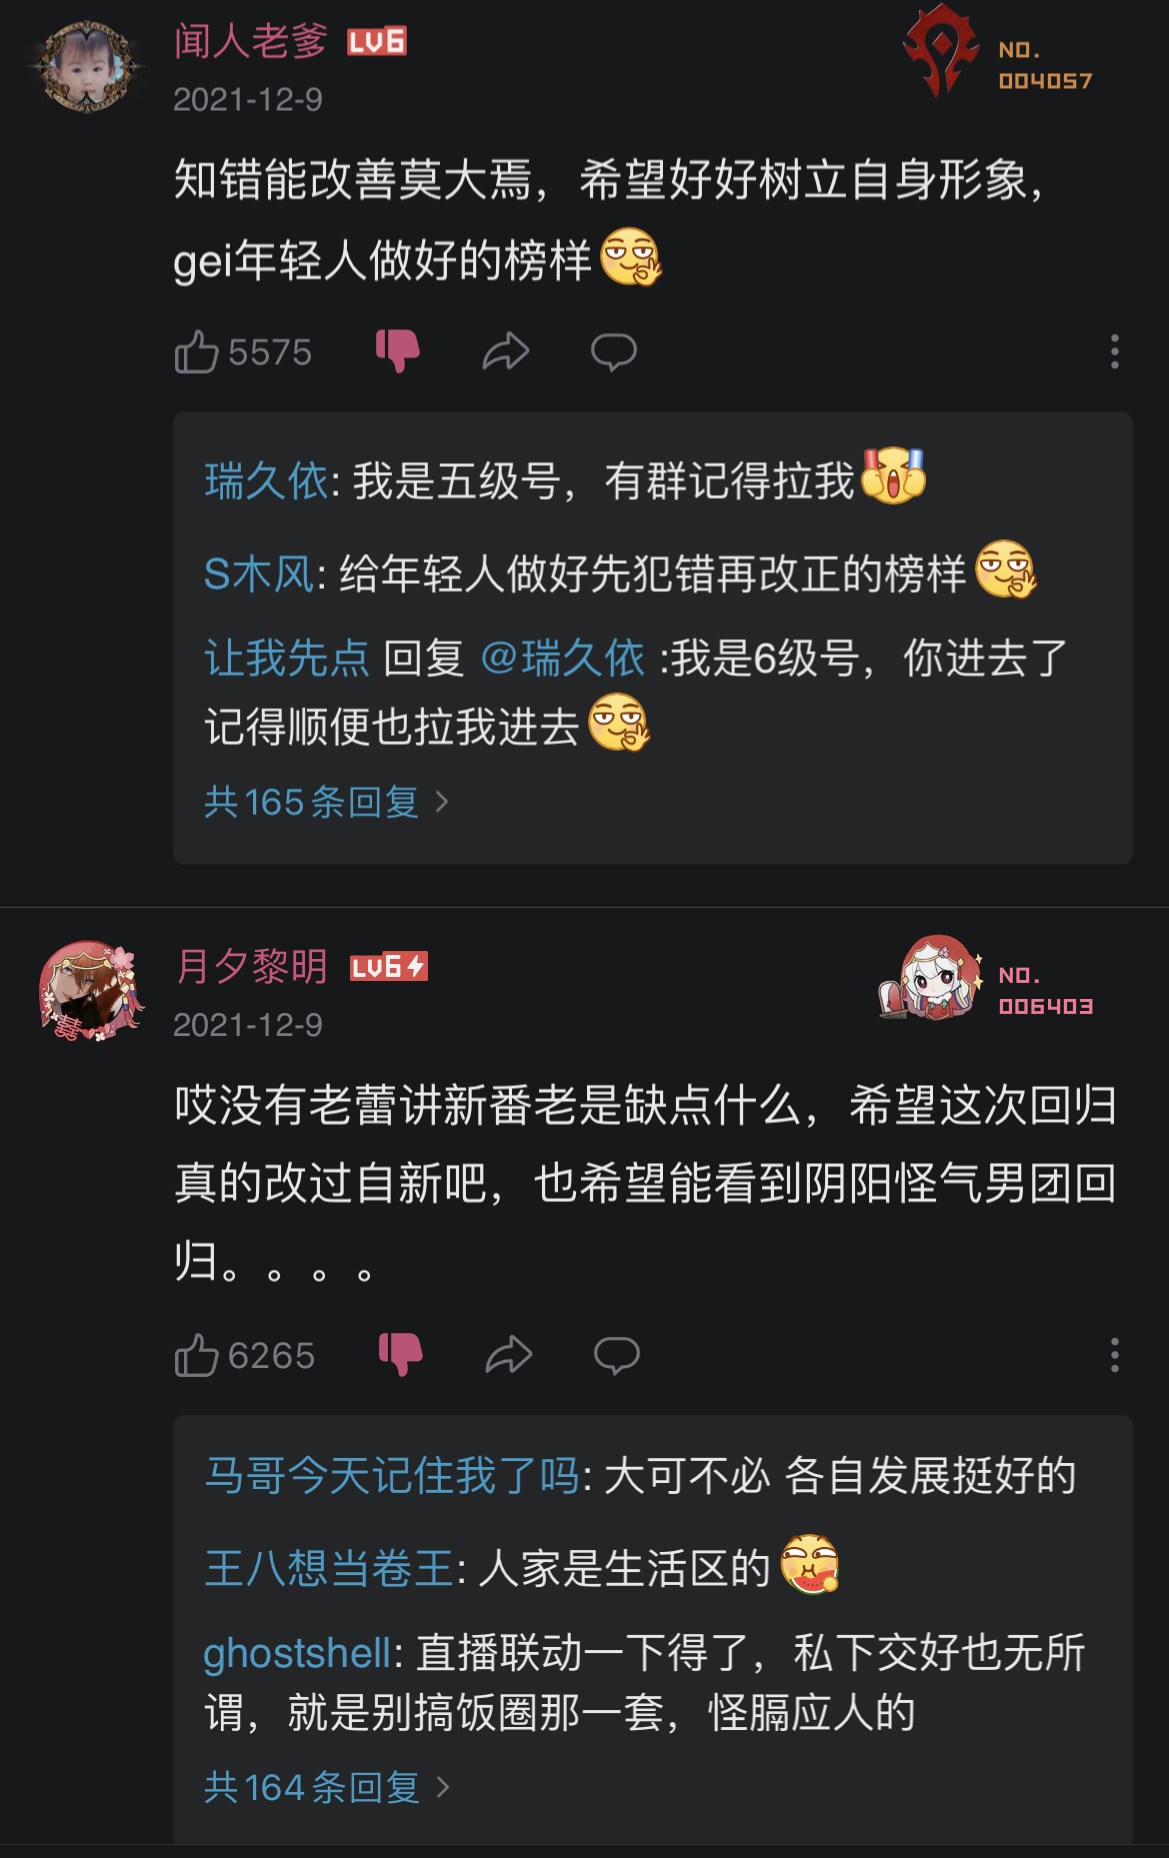 闻人老爹 LV6
NO.
004057
2021-12-9
知错能改善莫大焉，希望好好树立自身形象，
gei年轻人做好的榜样
5575
瑞久依: 我是五级号，有群记得拉我
S木风: 给年轻人做好先犯错再改正的榜样
让我先点 回复 @瑞久依 :我是6级号，你进去了
记得顺便也拉我进去
共165条回复 >
月夕黎明 LV6
NO.
006403
2021-12-9
哎没有老蕾讲新番老是缺点什么，希望这次回归
真的改过自新吧，也希望能看到阴阳怪气男团回
归。。。。
6265
马哥今天记住我了吗: 大可不必 各自发展挺好的
王八想当卷王: 人家是生活区的
ghostshell: 直播联动一下得了，私下交好也无所
谓，就是别搞饭圈那一套，怪膈应人的
共164条回复 >